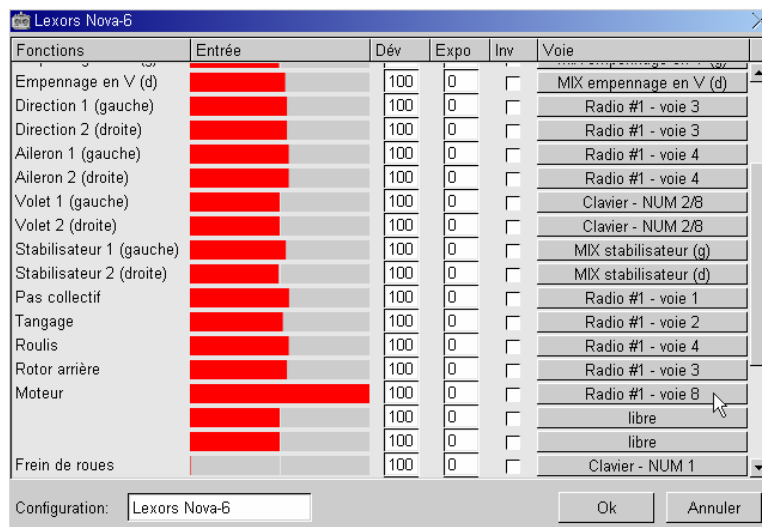 Lexors Nova-6
Fonctions Entrée Dév Expo Inv Voie
Empennage en V (d) 100 0 MIX empennage en V (d)
Direction 1 (gauche) 100 0 Radio #1 - voie 3
Direction 2 (droite) 100 0 Radio #1 - voie 3
Aileron 1 (gauche) 100 0 Radio #1 - voie 4
Aileron 2 (droite) 100 0 Radio #1 - voie 4
Volet 1 (gauche) 100 0 Clavier - NUM 2/8
Volet 2 (droite) 100 0 Clavier - NUM 2/8
Stabilisateur 1 (gauche) 100 0 MIX stabilisateur (g)
Stabilisateur 2 (droite) 100 0 MIX stabilisateur (d)
Pas collectif 100 0 Radio #1 - voie 1
Tangage 100 0 Radio #1 - voie 2
Roulis 100 0 Radio #1 - voie 4
Rotor arrière 100 0 Radio #1 - voie 3
Moteur 100 0 Radio #1 - voie 8
100 0 libre
100 0 libre
Frein de roues 100 0 Clavier - NUM 1
Configuration: Lexors Nova-6 Ok Annuler